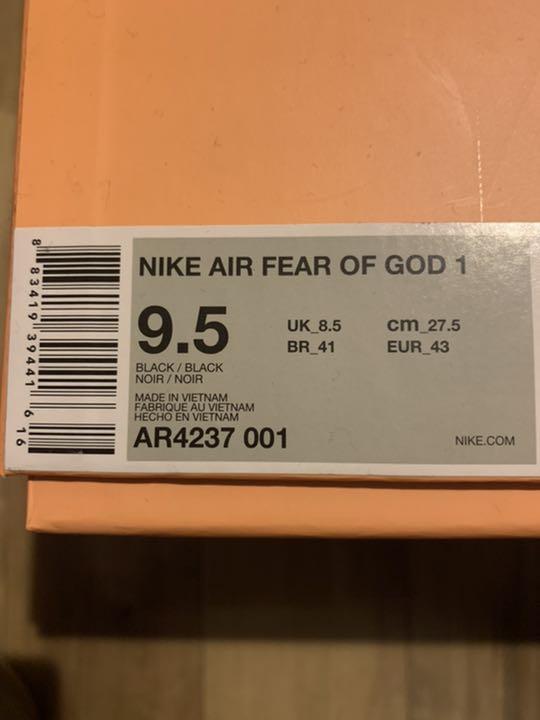 NIKE AIR FEAR OF GOD 1
9.5
UK_8.5 cm_27.5
BR_41 EUR_43
BLACK / BLACK
NOIR / NOIR
MADE IN VIETNAM
FABRIQUE AU VIETNAM
HECHO EN VIETNAM
AR4237 001
NIKE.COM
8 83419 39441 6 16